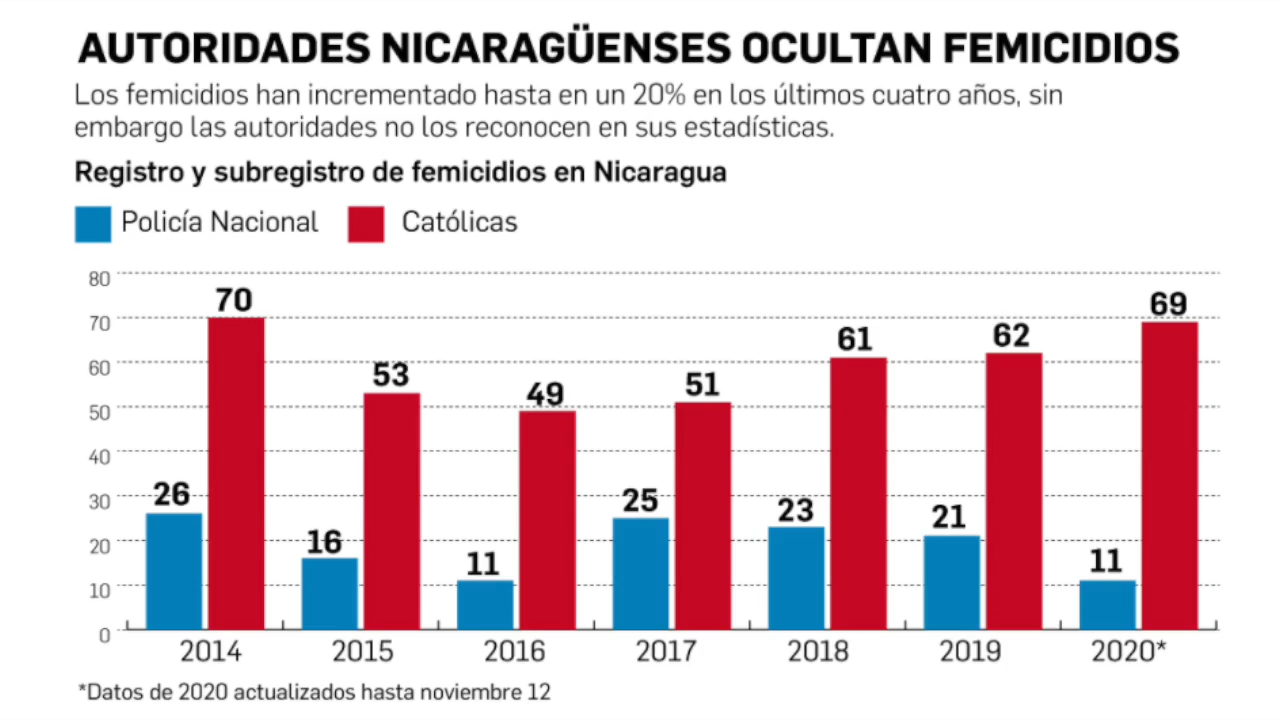 AUTORIDADES NICARAGÜENSES OCULTAN FEMICIDIOS
Los femicidios han incrementado hasta en un 20% en los últimos cuatro años, sin
embargo las autoridades no los reconocen en sus estadísticas.
Registro y subregistro de femicidios en Nicaragua
Policía Nacional Católicas
80
70
60
50
40
30
20
10
0
26 70
16 53
11 49
25 51
23 61
21 62
11 69
2014 2015 2016 2017 2018 2019 2020*
*Datos de 2020 actualizados hasta noviembre 12